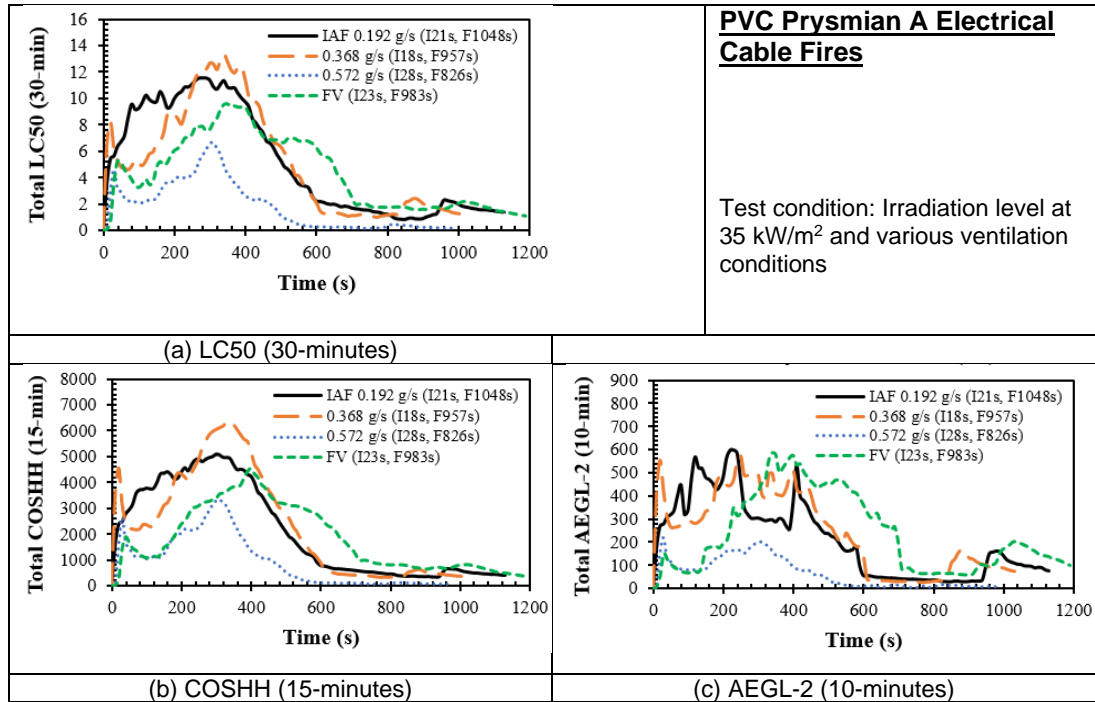 16
14
12
10
8
6
4
2
0
Total LC50 (30-min)
IAF 0.192 g/s (I21s, F1048s)
0.368 g/s (I18s, F957s)
0.572 g/s (I28s, F826s)
FV (I23s, F983s)
0 200 400 600 800 1000 1200
Time (s)
PVC Prysmian A Electrical
Cable Fires
Test condition: Irradiation level at
35 kW/m² and various ventilation
conditions
(a) LC50 (30-minutes)
8000
7000
6000
5000
4000
3000
2000
1000
0
Total COSHH (15-min)
IAF 0.192 g/s (I21s, F1048s)
0.368 g/s (I18s, F957s)
0.572 g/s (I28s, F826s)
FV (I23s, F983s)
0 200 400 600 800 1000 1200
Time (s)
900
800
700
600
500
400
300
200
100
0
Total AEGL-2 (10-min)
IAF 0.192 g/s (I21s, F1048s)
0.368 g/s (I18s, F957s)
0.572 g/s (I28s, F826s)
FV (I23s, F983s)
0 200 400 600 800 1000 1200
Time (s)
(b) COSHH (15-minutes)
(c) AEGL-2 (10-minutes)